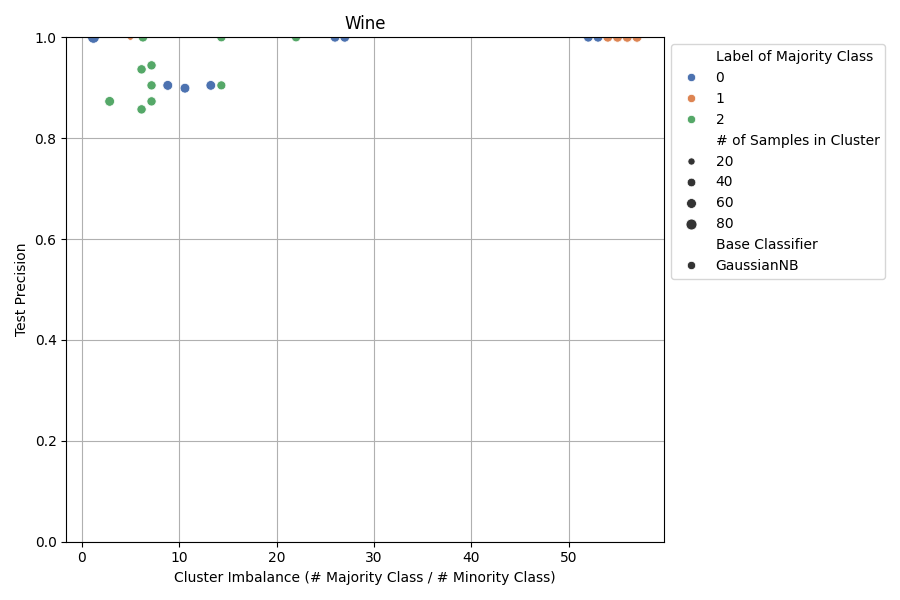 Wine
1.0
0.8
0.6
0.4
0.2
0.0
Test Precision
0
10
20
30
40
50
Cluster Imbalance (# Majority Class / # Minority Class)
Label of Majority Class
0
1
2
# of Samples in Cluster
20
40
60
80
Base Classifier
GaussianNB